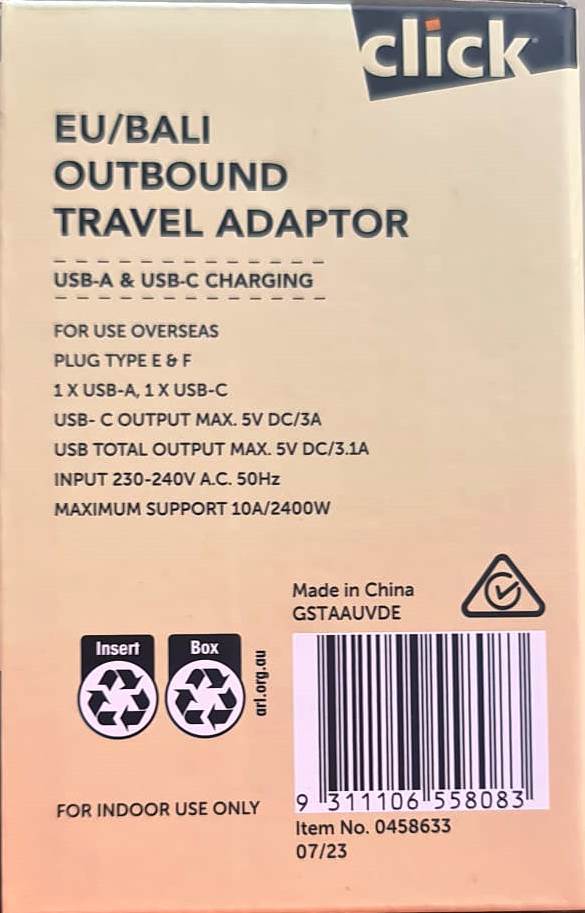 click
EU/BALI
OUTBOUND
TRAVEL ADAPTOR
USB-A & USB-C CHARGING
FOR USE OVERSEAS
PLUG TYPE E & F
1 X USB-A, 1 X USB-C
USB- C OUTPUT MAX. 5V DC/3A
USB TOTAL OUTPUT MAX. 5V DC/3.1A
INPUT 230-240V A.C. 50Hz
MAXIMUM SUPPORT 10A/2400W
Made in China
GSTAAUVDE
Insert
Box
arl.org.au
9 311106 558083
FOR INDOOR USE ONLY
Item No. 0458633
07/23